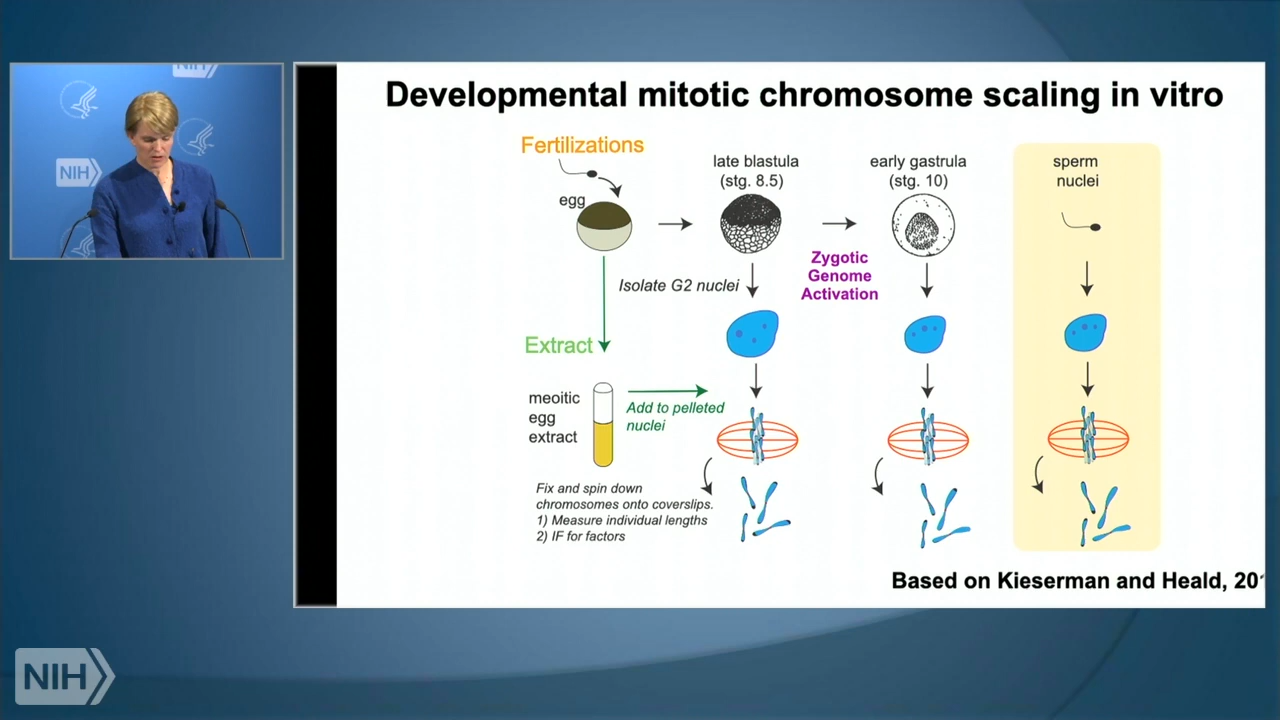 NIH
NIH
Developmental mitotic chromosome scaling in vitro
Fertilizations
egg
late blastula
(stg. 8.5)
early gastrula
(stg. 10)
sperm
nuclei
Zygotic
Genome
Activation
Isolate G2 nuclei
Extract
meoitic
egg
extract
Add to pelleted
nuclei
Fix and spin down
chromosomes onto coverslips.
1) Measure individual lengths
2) IF for factors
Based on Kieserman and Heald,
NIH